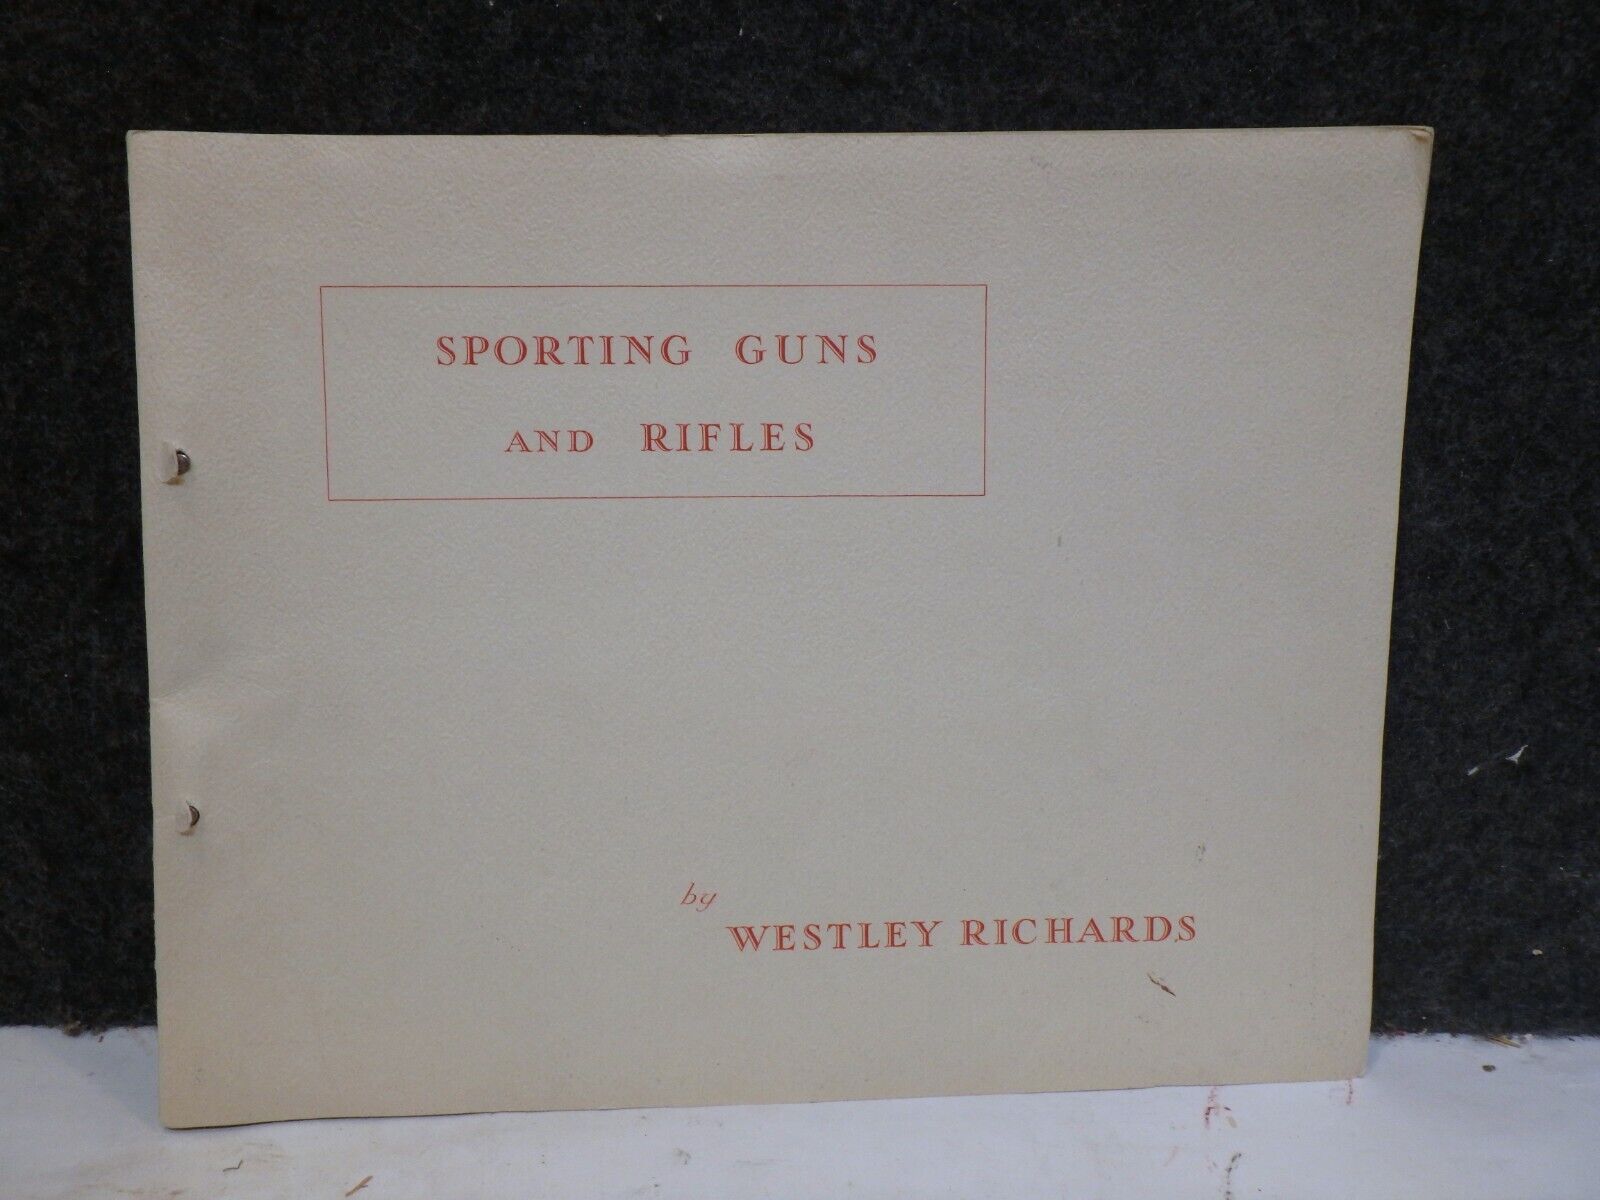 SPORTING GUNS
AND RIFLES
by
WESTLEY RICHARDS